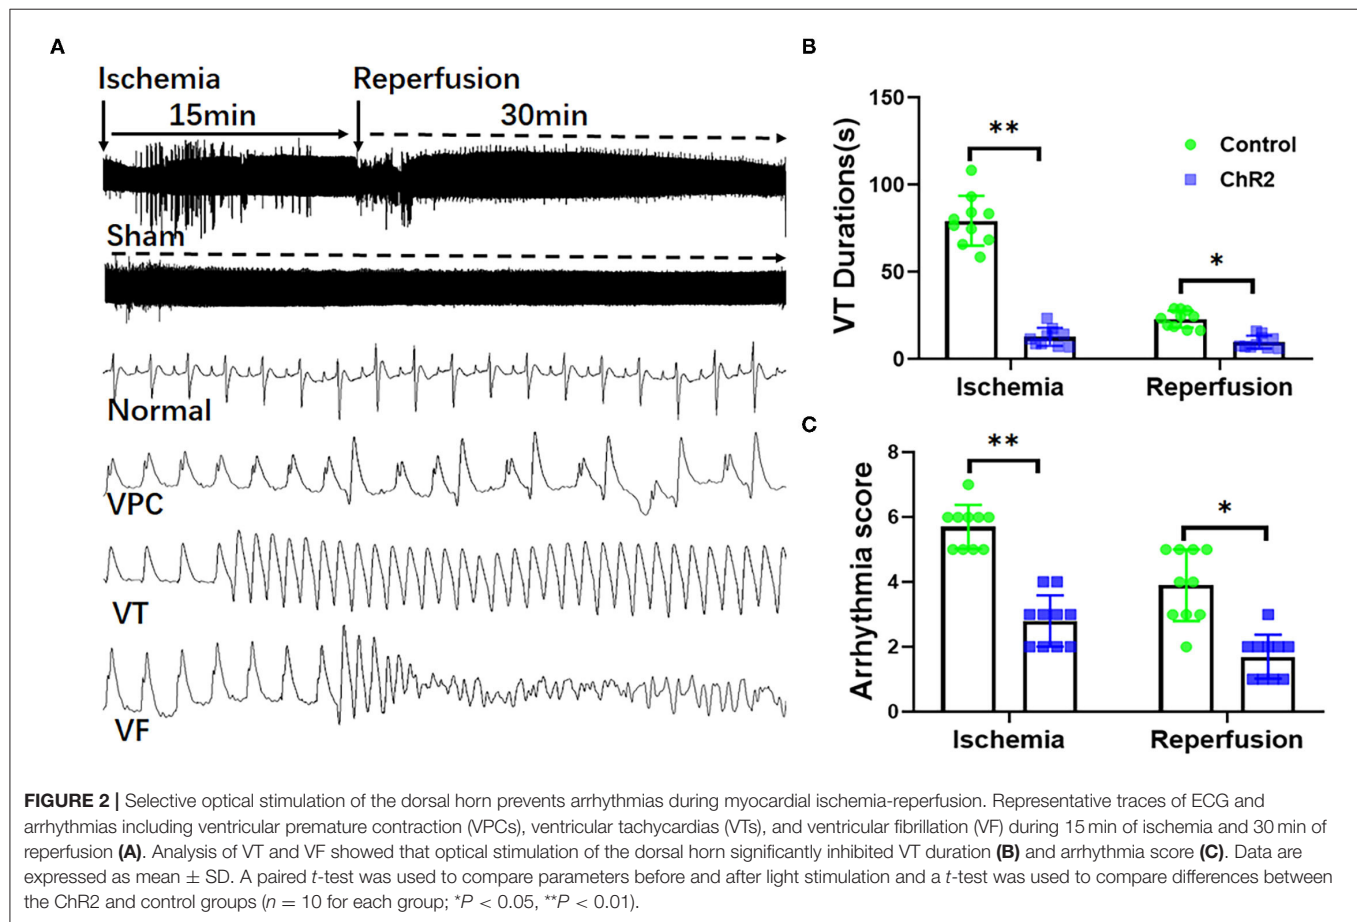 A
Ischemia
Reperfusion
15min
30min
Sham
Normal
VPC
VT
VF
B
VT Durations(s)
150
100
50
0
**
*
Control
ChR2
Ischemia
Reperfusion
C
Arrhythmia score
8
6
4
2
0
**
*
Ischemia
Reperfusion
FIGURE 2 | Selective optical stimulation of the dorsal horn prevents arrhythmias during myocardial ischemia-reperfusion. Representative traces of ECG and
arrhythmias including ventricular premature contraction (VPCs), ventricular tachycardias (VTs), and ventricular fibrillation (VF) during 15 min of ischemia and 30 min of
reperfusion (A). Analysis of VT and VF showed that optical stimulation of the dorsal horn significantly inhibited VT duration (B) and arrhythmia score (C). Data are
expressed as mean ± SD. A paired t-test was used to compare parameters before and after light stimulation and a t-test was used to compare differences between
the ChR2 and control groups (n = 10 for each group; *P < 0.05, **P < 0.01).